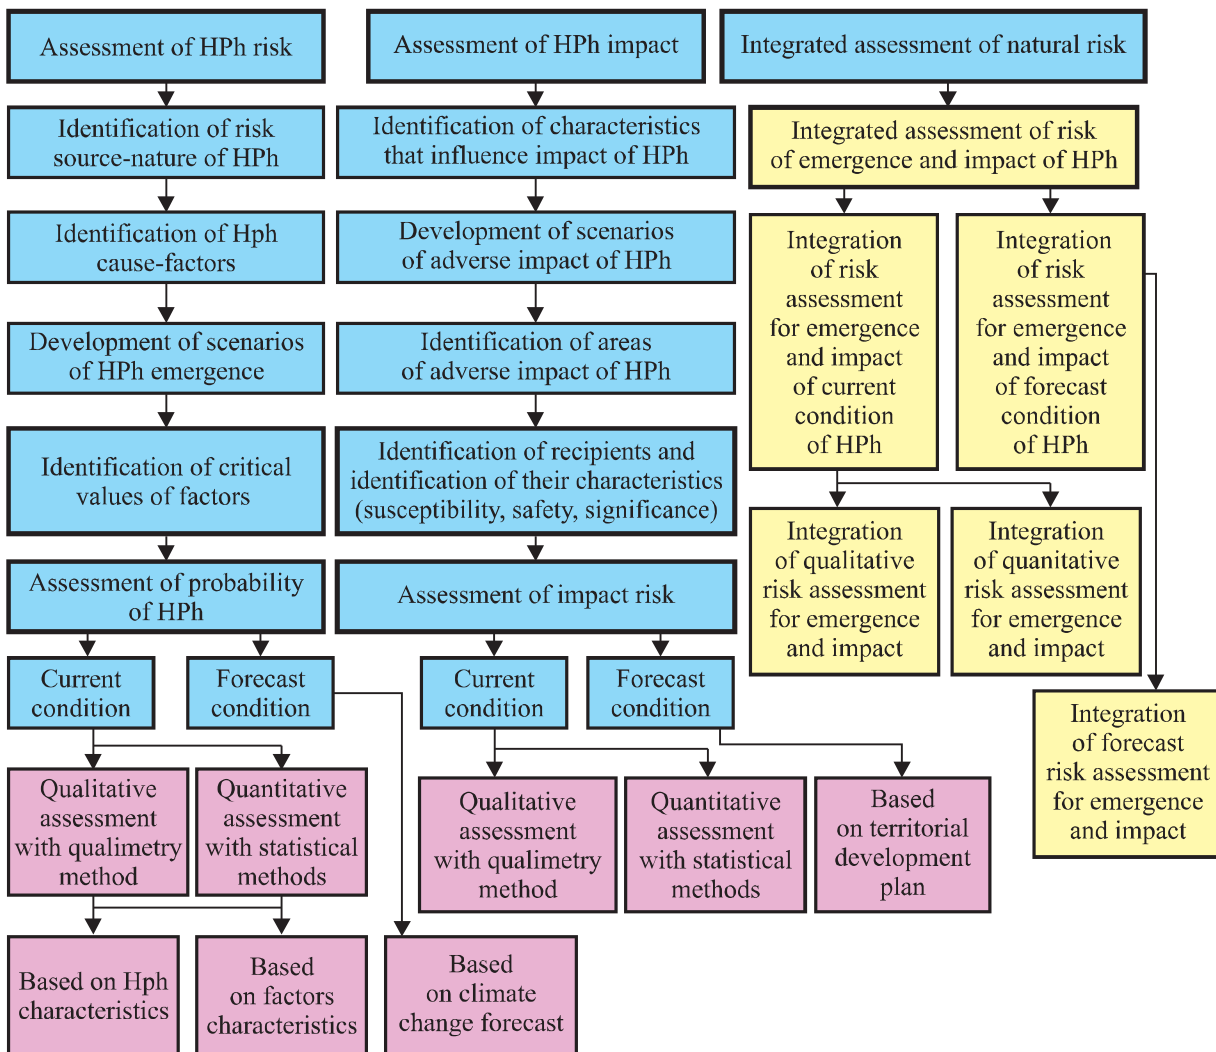 Assessment of HPh risk
Identification of risk
source-nature of HPh
Identification of Hph
cause-factors
Development of scenarios
of HPh emergence
Identification of critical
values of factors
Assessment of probability
of HPh
Current
condition
Forecast
condition
Qualitative
assessment
with qualimetry
method
Quantitative
assessment
with statistical
methods
Based on Hph
characteristics
Based
on factors
characteristics
Based
on climate
change forecast
Assessment of HPh impact
Identification of characteristics
that influence impact of HPh
Development of scenarios
of adverse impact of HPh
Identification of areas
of adverse impact of HPh
Identification of recipients and
identification of their characteristics
(susceptibility, safety, significance)
Assessment of impact risk
Current
condition
Forecast
condition
Qualitative
assessment
with qualimetry
method
Quantitative
assessment
with statistical
methods
Based
on territorial
development
plan
Integrated assessment of natural risk
Integrated assessment of risk
of emergence and impact of HPh
Integration
of risk
assessment
for emergence
and impact
of current
condition
of HPh
Integration
of risk
assessment
for emergence
and impact
of forecast
condition
of HPh
Integration
of qualitative
risk assessment
for emergence
and impact
Integration
of quanitative
risk assessment
for emergence
and impact
Integration
of forecast
risk assessment
for emergence
and impact